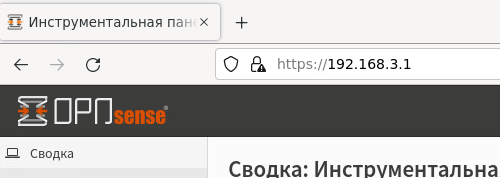 Инструментальная пане
https://192.168.3.1
OPNsense
Сводка
Сводка: Инструментальна